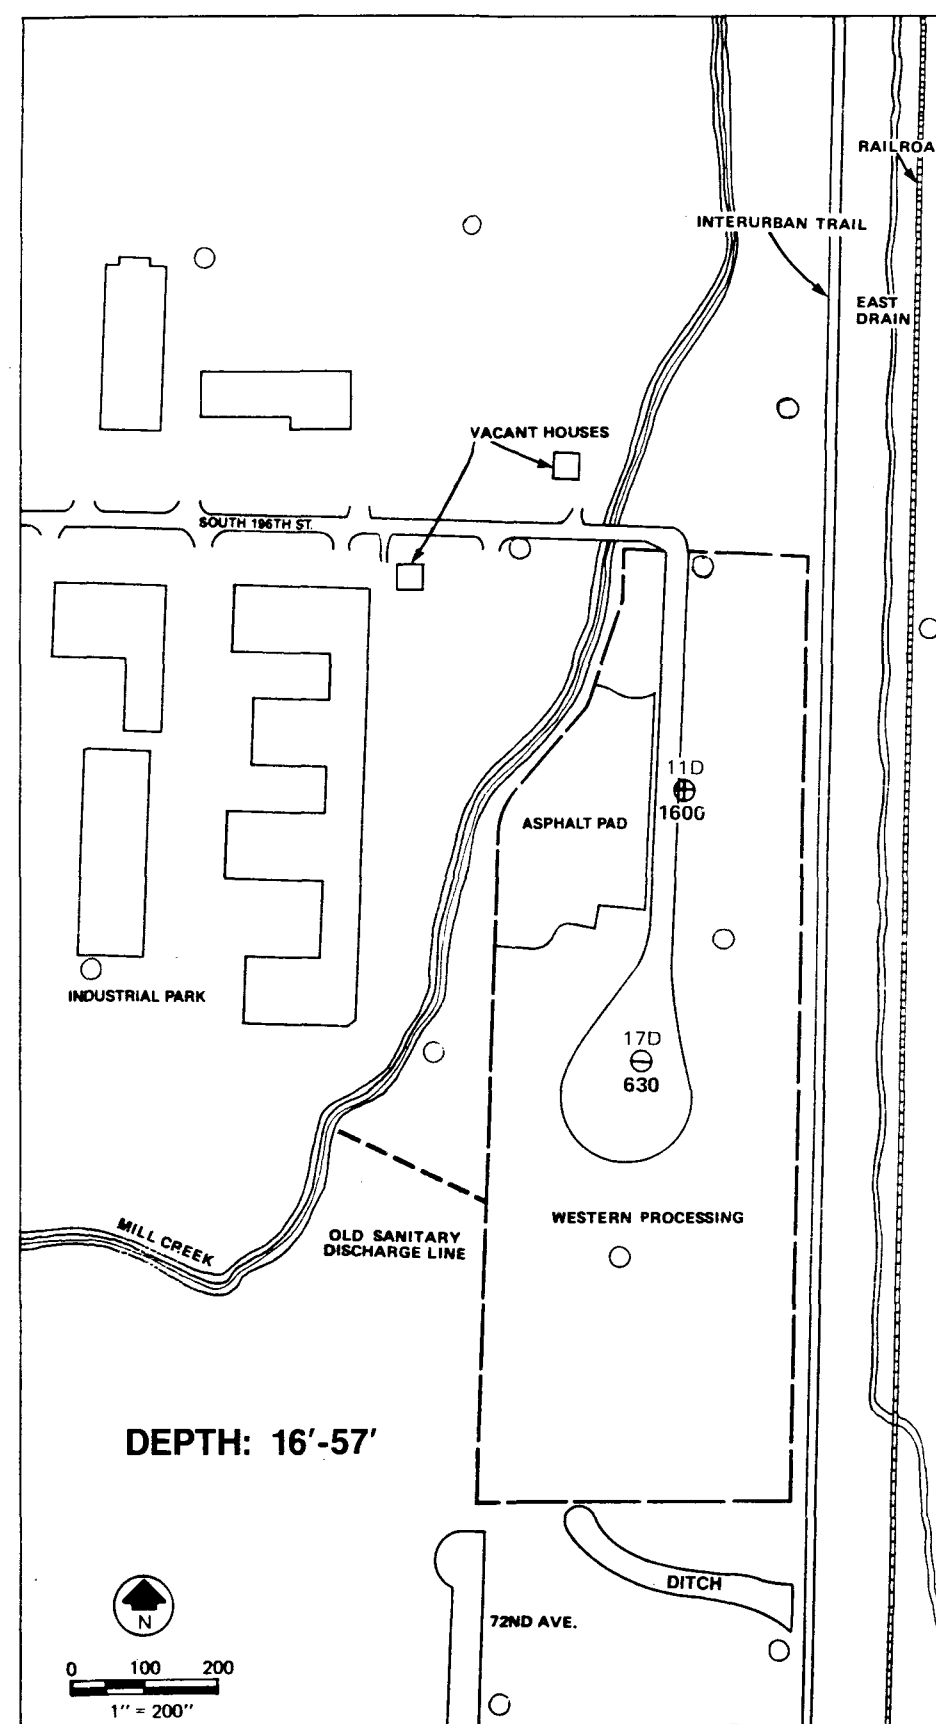 RAILROA
INTERURBAN TRAIL
EAST
DRAIN
VACANT HOUSES
SOUTH 196TH ST.
11D
1600
ASPHALT PAD
INDUSTRIAL PARK
17D
630
WESTERN PROCESSING
MILL CREEK
OLD SANITARY
DISCHARGE LINE
DEPTH: 16'-57'
DITCH
72ND AVE.
N
0 100 200
1" = 200"